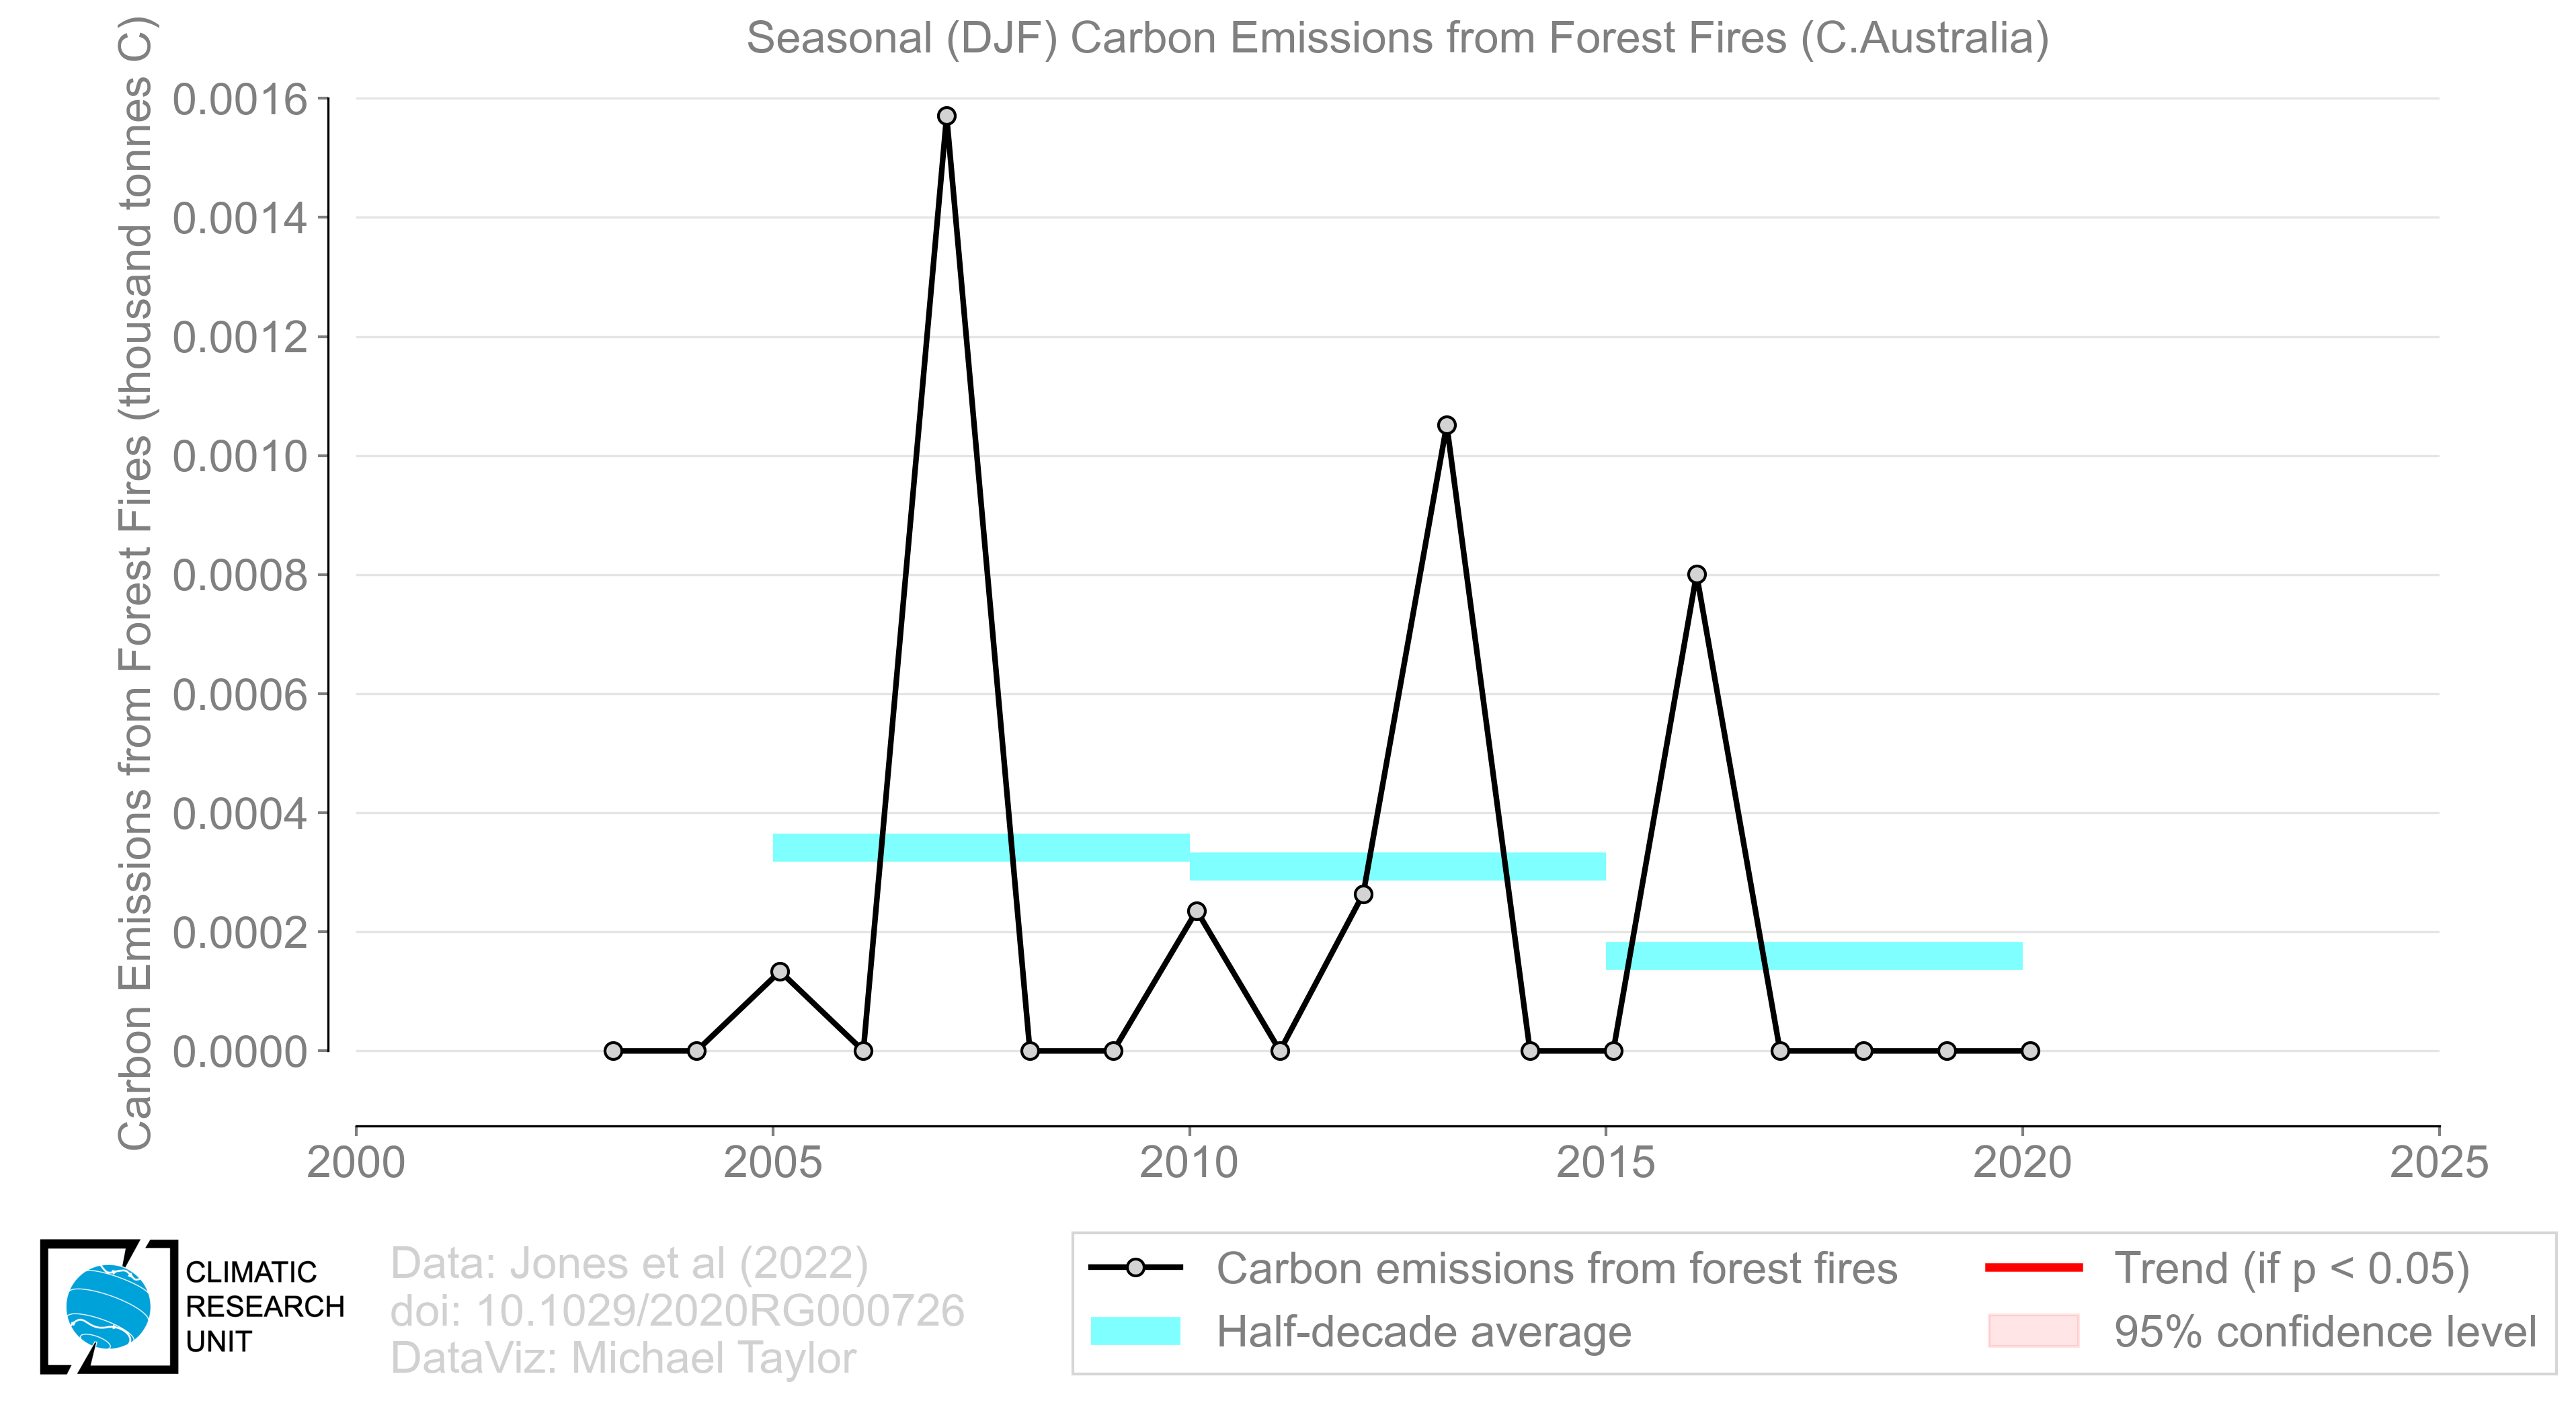 Seasonal (DJF) Carbon Emissions from Forest Fires (C.Australia)
Carbon Emissions from Forest Fires (thousand tonnes C)
0.0016
0.0014
0.0012
0.0010
0.0008
0.0006
0.0004
0.0002
0.0000
2000 2005 2010 2015 2020 2025
CLIMATIC
RESEARCH
UNIT
Data: Jones et al (2022)
doi: 10.1029/2020RG000726
DataViz: Michael Taylor
Carbon emissions from forest fires
Half-decade average
Trend (if p < 0.05)
95% confidence level